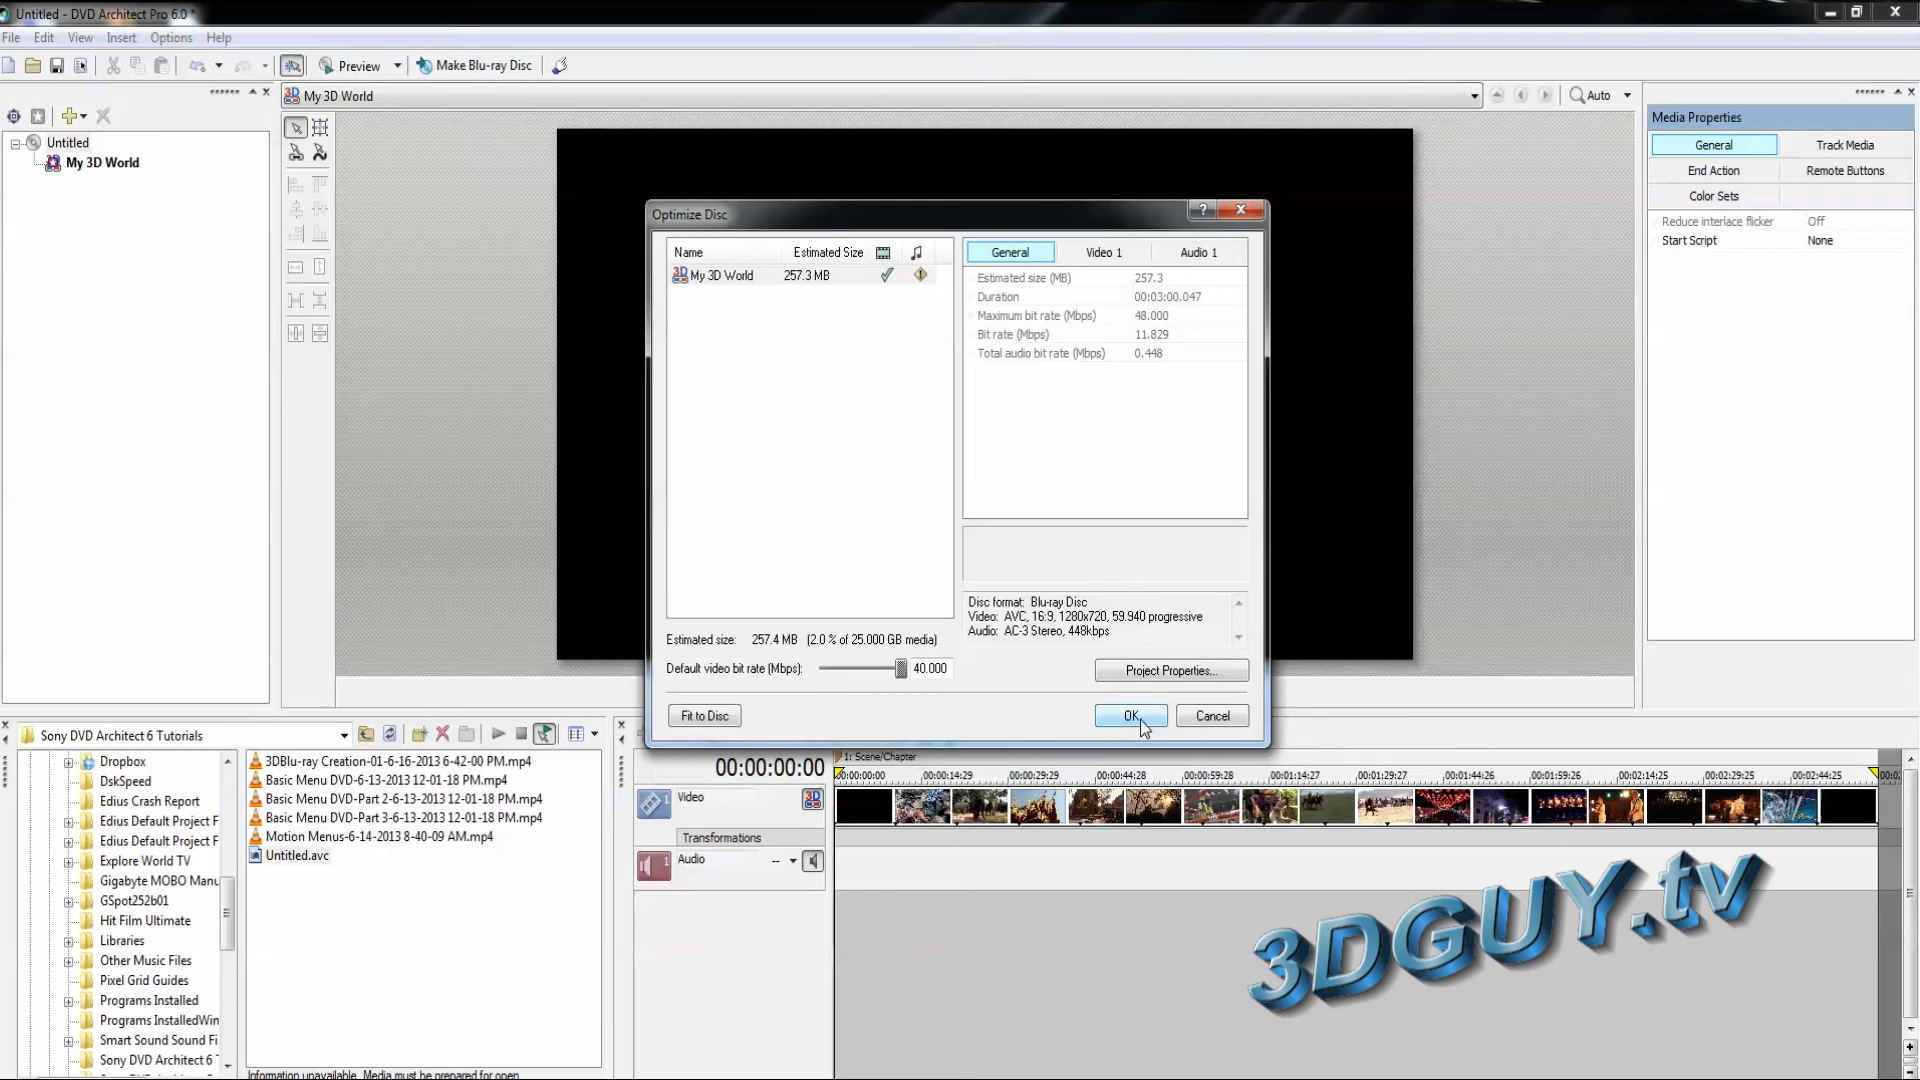 Untitled - DVD Architect Pro 6.0 *
File Edit View Insert Options Help
Preview Make Blu-ray Disc
My 3D World
Auto
Untitled
My 3D World
Media Properties
General Track Media
End Action Remote Buttons
Color Sets
Reduce interlace flicker Off
Start Script None
Optimize Disc
Name Estimated Size
My 3D World 257.3 MB
General Video 1 Audio 1
Estimated size (MB) 257.3
Duration 00:03:00.047
Maximum bit rate (Mbps) 48.000
Bit rate (Mbps) 11.829
Total audio bit rate (Mbps) 0.448
Disc format: Blu-ray Disc
Video: AVC, 16:9, 1280x720, 59.940 progressive
Audio: AC-3 Stereo, 448kbps
Estimated size: 257.4 MB (2.0 % of 25.000 GB media)
Default video bit rate (Mbps): 40.000
Project Properties...
Fit to Disc OK Cancel
Sony DVD Architect 6 Tutorials
Dropbox
DskSpeed
Edius Crash Report
Edius Default Project F
Edius Default Project F
Explore World TV
Gigabyte MOBO Manu
GSpot252b01
Hit Film Ultimate
Libraries
Other Music Files
Pixel Grid Guides
Programs Installed
Programs InstalledWin
Smart Sound Sound Fi
Sony DVD Architect 6 T
3DBlu-ray Creation-01-6-16-2013 6-42-00 PM.mp4
Basic Menu DVD-6-13-2013 12-01-18 PM.mp4
Basic Menu DVD-Part 2-6-13-2013 12-01-18 PM.mp4
Basic Menu DVD-Part 3-6-13-2013 12-01-18 PM.mp4
Motion Menus-6-14-2013 8-40-09 AM.mp4
Untitled.avc
Information unavailable. Media must be prepared for open
00:00:00:00
1: Scene/Chapter
00:00:00:00 00:00:14:29 00:00:29:29 00:00:44:28 00:00:59:28 00:01:14:27 00:01:29:27 00:01:44:26 00:01:59:26 00:02:14:25 00:02:29:25 00:02:44:25
1 Video
Transformations
1 Audio --
3DGUY.tv